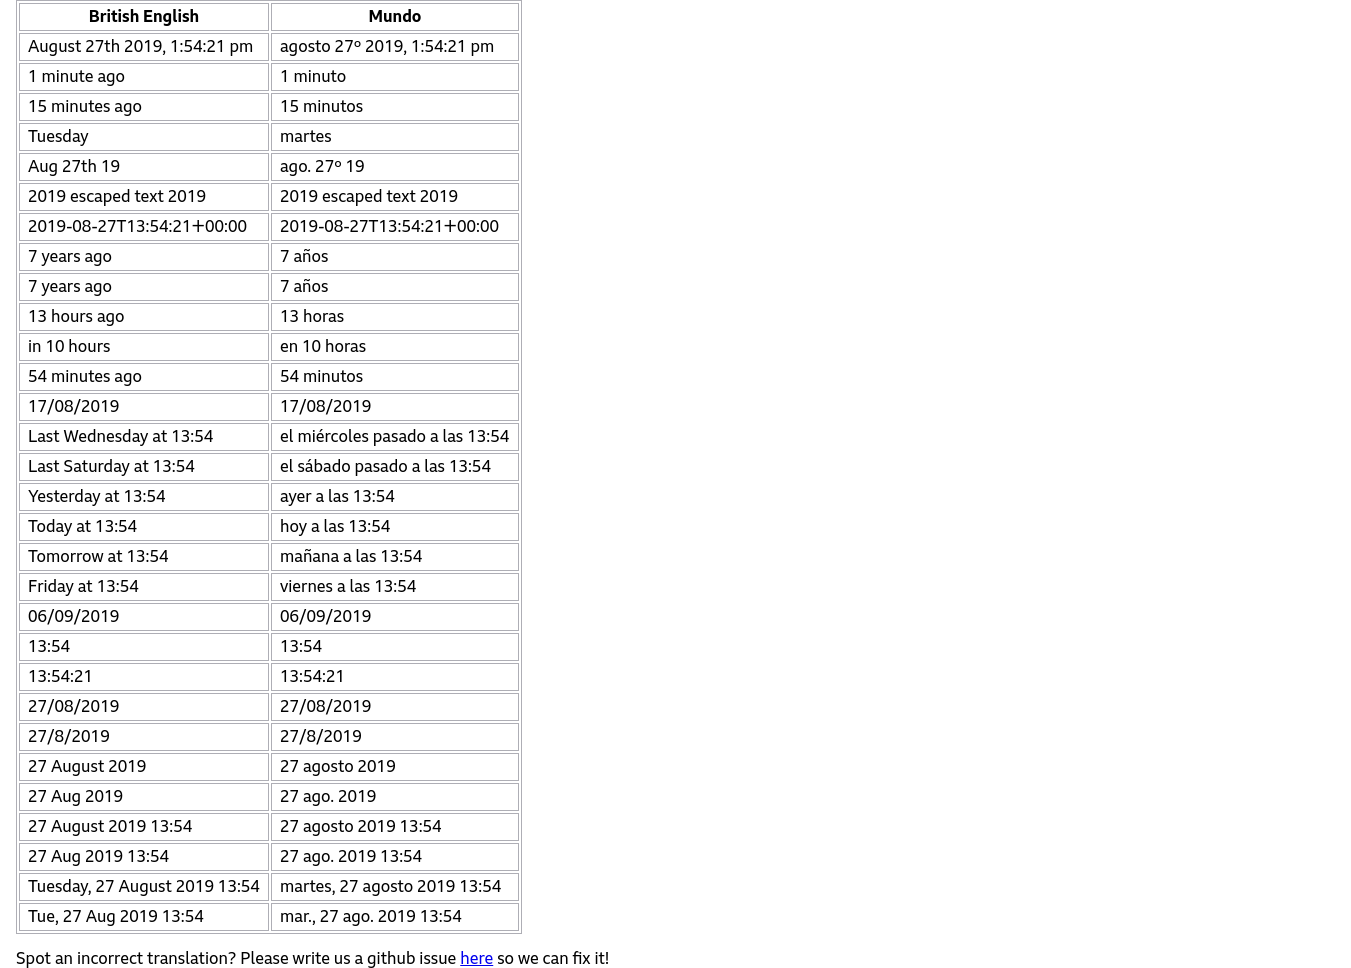 British English Mundo
August 27th 2019, 1:54:21 pm agosto 27º 2019, 1:54:21 pm
1 minute ago 1 minuto
15 minutes ago 15 minutos
Tuesday martes
Aug 27th 19 ago. 27º 19
2019 escaped text 2019 2019 escaped text 2019
2019-08-27T13:54:21+00:00 2019-08-27T13:54:21+00:00
7 years ago 7 años
7 years ago 7 años
13 hours ago 13 horas
in 10 hours en 10 horas
54 minutes ago 54 minutos
17/08/2019 17/08/2019
Last Wednesday at 13:54 el miércoles pasado a las 13:54
Last Saturday at 13:54 el sábado pasado a las 13:54
Yesterday at 13:54 ayer a las 13:54
Today at 13:54 hoy a las 13:54
Tomorrow at 13:54 mañana a las 13:54
Friday at 13:54 viernes a las 13:54
06/09/2019 06/09/2019
13:54 13:54
13:54:21 13:54:21
27/08/2019 27/08/2019
27/8/2019 27/8/2019
27 August 2019 27 agosto 2019
27 Aug 2019 27 ago. 2019
27 August 2019 13:54 27 agosto 2019 13:54
27 Aug 2019 13:54 27 ago. 2019 13:54
Tuesday, 27 August 2019 13:54 martes, 27 agosto 2019 13:54
Tue, 27 Aug 2019 13:54 mar., 27 ago. 2019 13:54
Spot an incorrect translation? Please write us a github issue here so we can fix it!